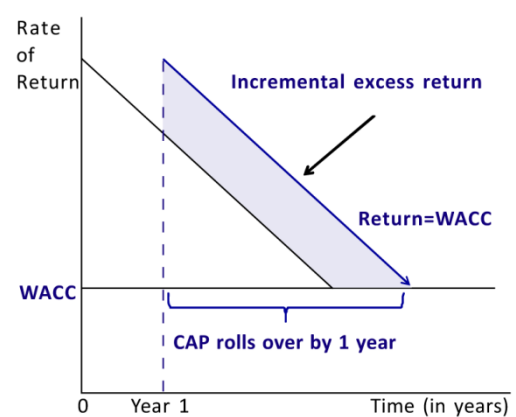 Rate
of
Return
Incremental excess return
Return=WACC
WACC
CAP rolls over by 1 year
0 Year 1 Time (in years)